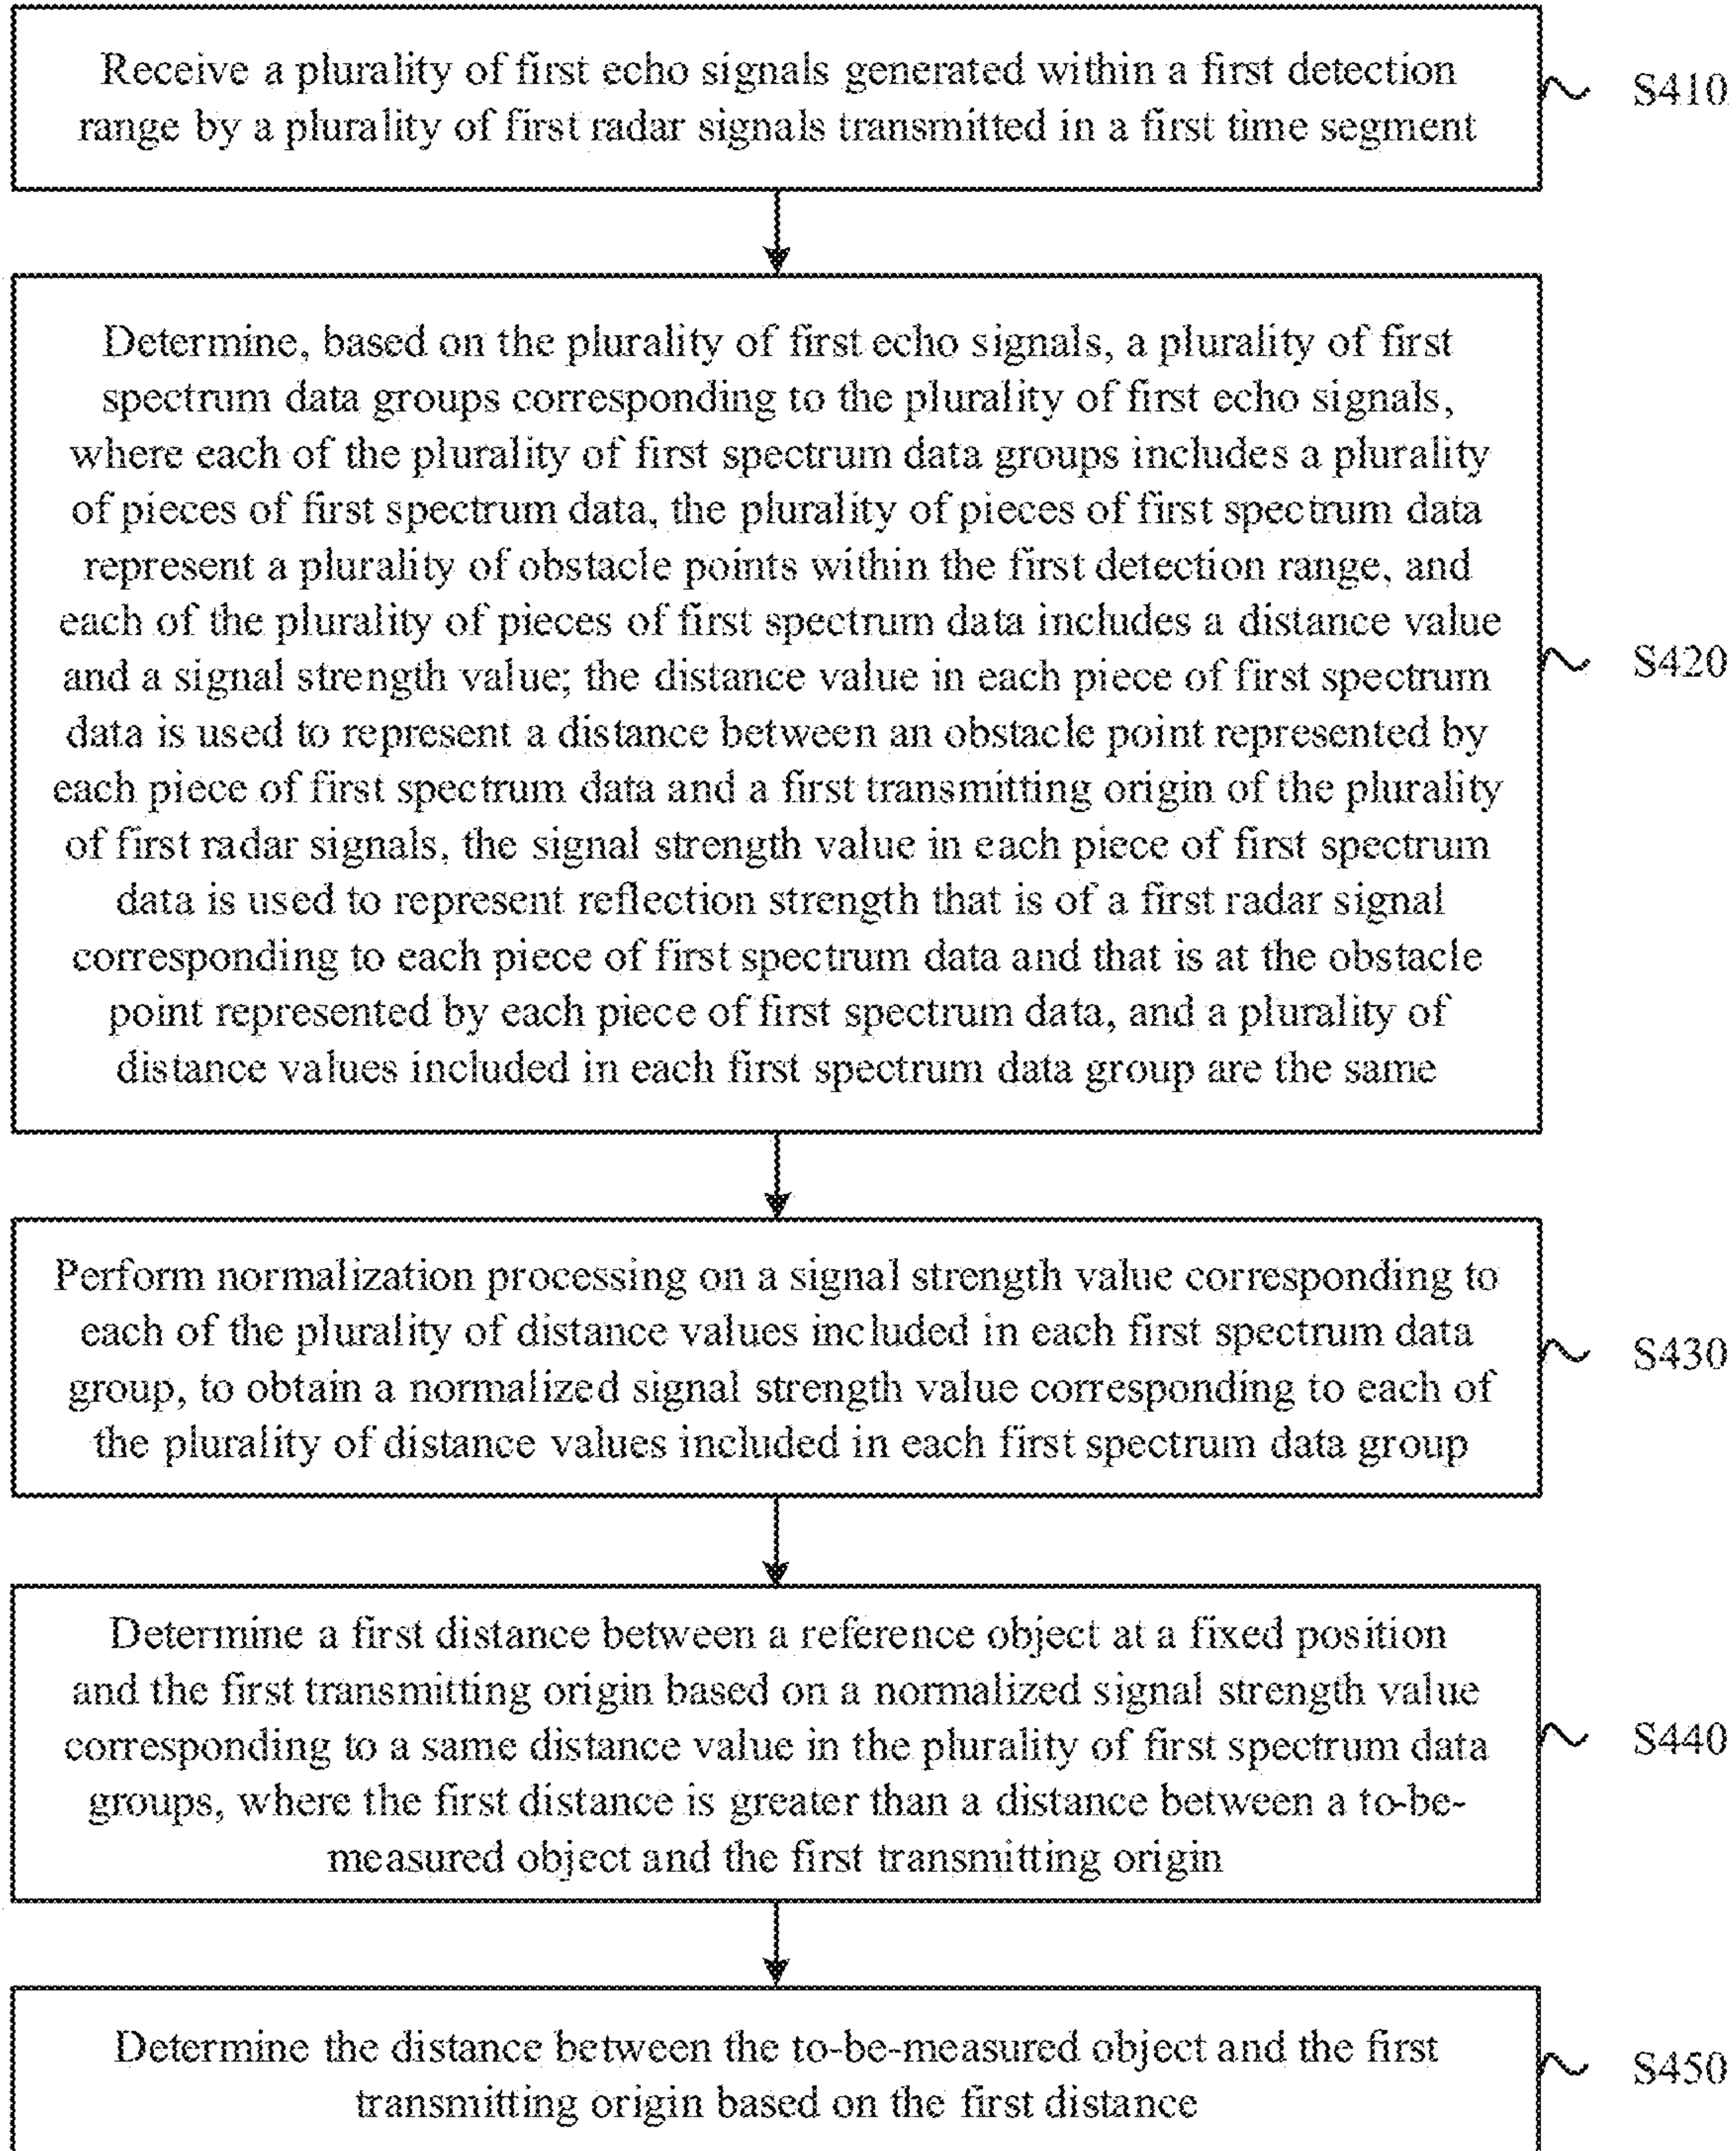 Receive a plurality of first echo signals generated within a first detection
range by a plurality of first radar signals transmitted in a first time segment
S410
Determine, based on the plurality of first echo signals, a plurality of first
spectrum data groups corresponding to the plurality of first echo signals,
where each of the plurality of first spectrum data groups includes a plurality
of pieces of first spectrum data, the plurality of pieces of first spectrum data
represent a plurality of obstacle points within the first detection range, and
each of the plurality of pieces of first spectrum data includes a distance value
and a signal strength value; the distance value in each piece of first spectrum
data is used to represent a distance between an obstacle point represented by
each piece of first spectrum data and a first transmitting origin of the plurality
of first radar signals, the signal strength value in each piece of first spectrum
data is used to represent reflection strength that is of a first radar signal
corresponding to each piece of first spectrum data and that is at the obstacle
point represented by each piece of first spectrum data, and a plurality of
distance values included in each first spectrum data group are the same
S420
Perform normalization processing on a signal strength value corresponding to
each of the plurality of distance values included in each first spectrum data
group, to obtain a normalized signal strength value corresponding to each of
the plurality of distance values included in each first spectrum data group
S430
Determine a first distance between a reference object at a fixed position
and the first transmitting origin based on a normalized signal strength value
corresponding to a same distance value in the plurality of first spectrum data
groups, where the first distance is greater than a distance between a to-be-
measured object and the first transmitting origin
S440
Determine the distance between the to-be-measured object and the first
transmitting origin based on the first distance
S450